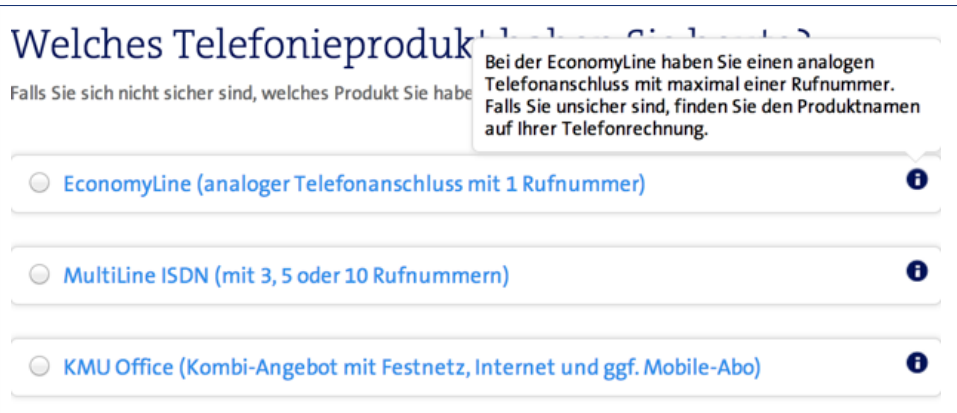 Welches Telefonieproduk
Falls Sie sich nicht sicher sind, welches Produkt Sie habe
Bei der EconomyLine haben Sie einen analogen
Telefonanschluss mit maximal einer Rufnummer.
Falls Sie unsicher sind, finden Sie den Produktnamen
auf Ihrer Telefonrechnung.
EconomyLine (analoger Telefonanschluss mit 1 Rufnummer)
MultiLine ISDN (mit 3, 5 oder 10 Rufnummern)
KMU Office (Kombi-Angebot mit Festnetz, Internet und ggf. Mobile-Abo)